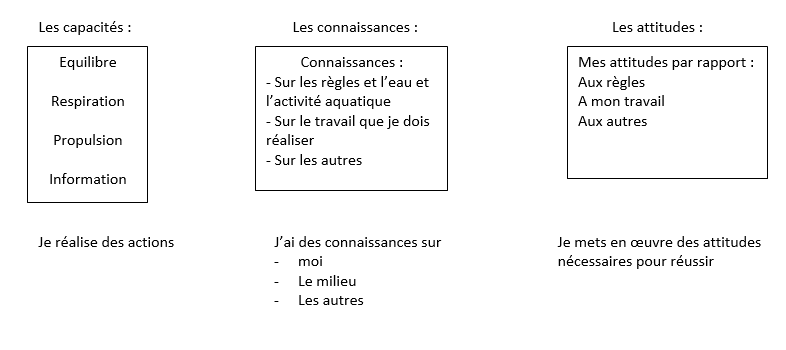 Les capacités :
Equilibre
Respiration
Propulsion
Information
Je réalise des actions
Les connaissances :
Connaissances :
- Sur les règles et l’eau et
l’activité aquatique
- Sur le travail que je dois
réaliser
- Sur les autres
J’ai des connaissances sur
- moi
- Le milieu
- Les autres
Les attitudes :
Mes attitudes par rapport :
Aux règles
A mon travail
Aux autres
Je mets en œuvre des attitudes
nécessaires pour réussir